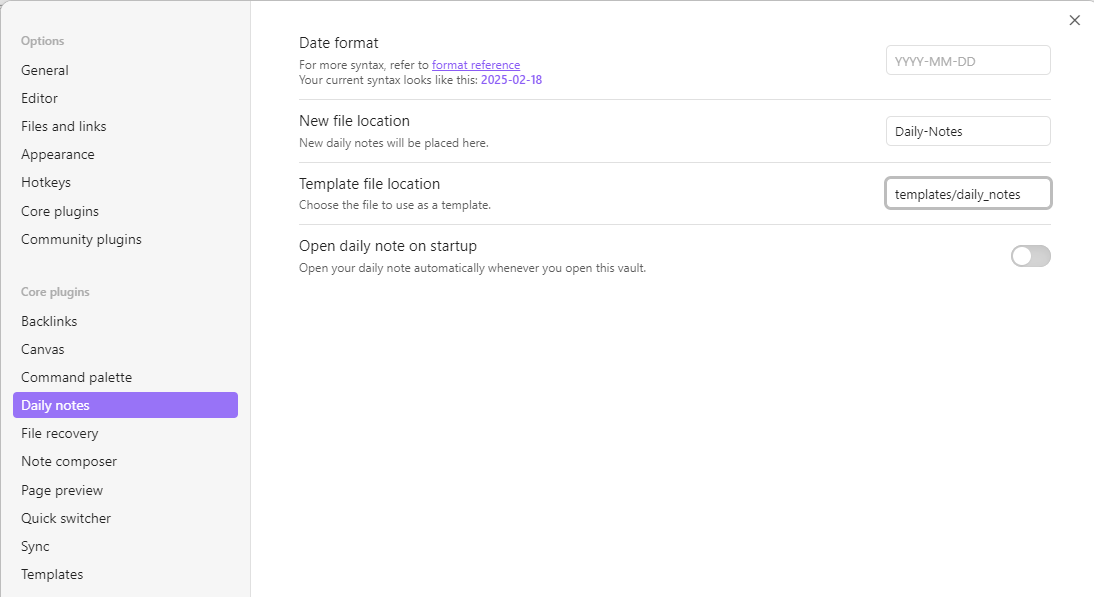 Options
General
Editor
Files and links
Appearance
Hotkeys
Core plugins
Community plugins
Core plugins
Backlinks
Canvas
Command palette
Daily notes
File recovery
Note composer
Page preview
Quick switcher
Sync
Templates
Date format
For more syntax, refer to format reference
Your current syntax looks like this: 2025-02-18
YYYY-MM-DD
New file location
New daily notes will be placed here.
Daily-Notes
Template file location
Choose the file to use as a template.
templates/daily_notes
Open daily note on startup
Open your daily note automatically whenever you open this vault.